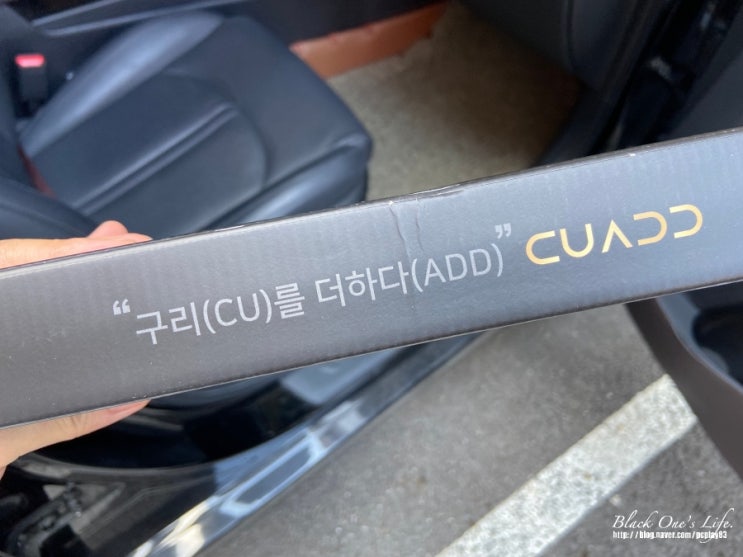 “구리(CU)를 더하다(ADD)” CUADD
Black One's Life.
http://blog.naver.com/pcplay83